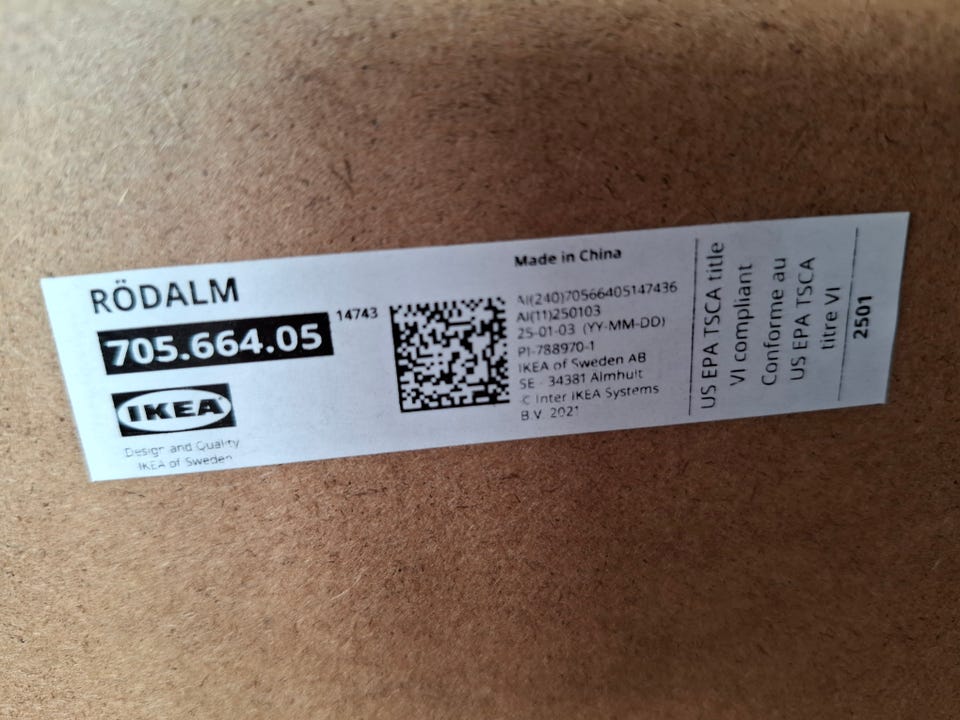 RÖDALM
705.664.05
14743
IKEA
Design and Quality
IKEA of Sweden
Made in China
AI(240)70566405147436
AI(11)250103
25-01-03 (YY-MM-DD)
PI-788970-1
IKEA of Sweden AB
SE - 34381 Älmhult
© Inter IKEA Systems
B.V. 2021
US EPA TSCA title
VI compliant
Conforme au
US EPA TSCA
titre VI
2501